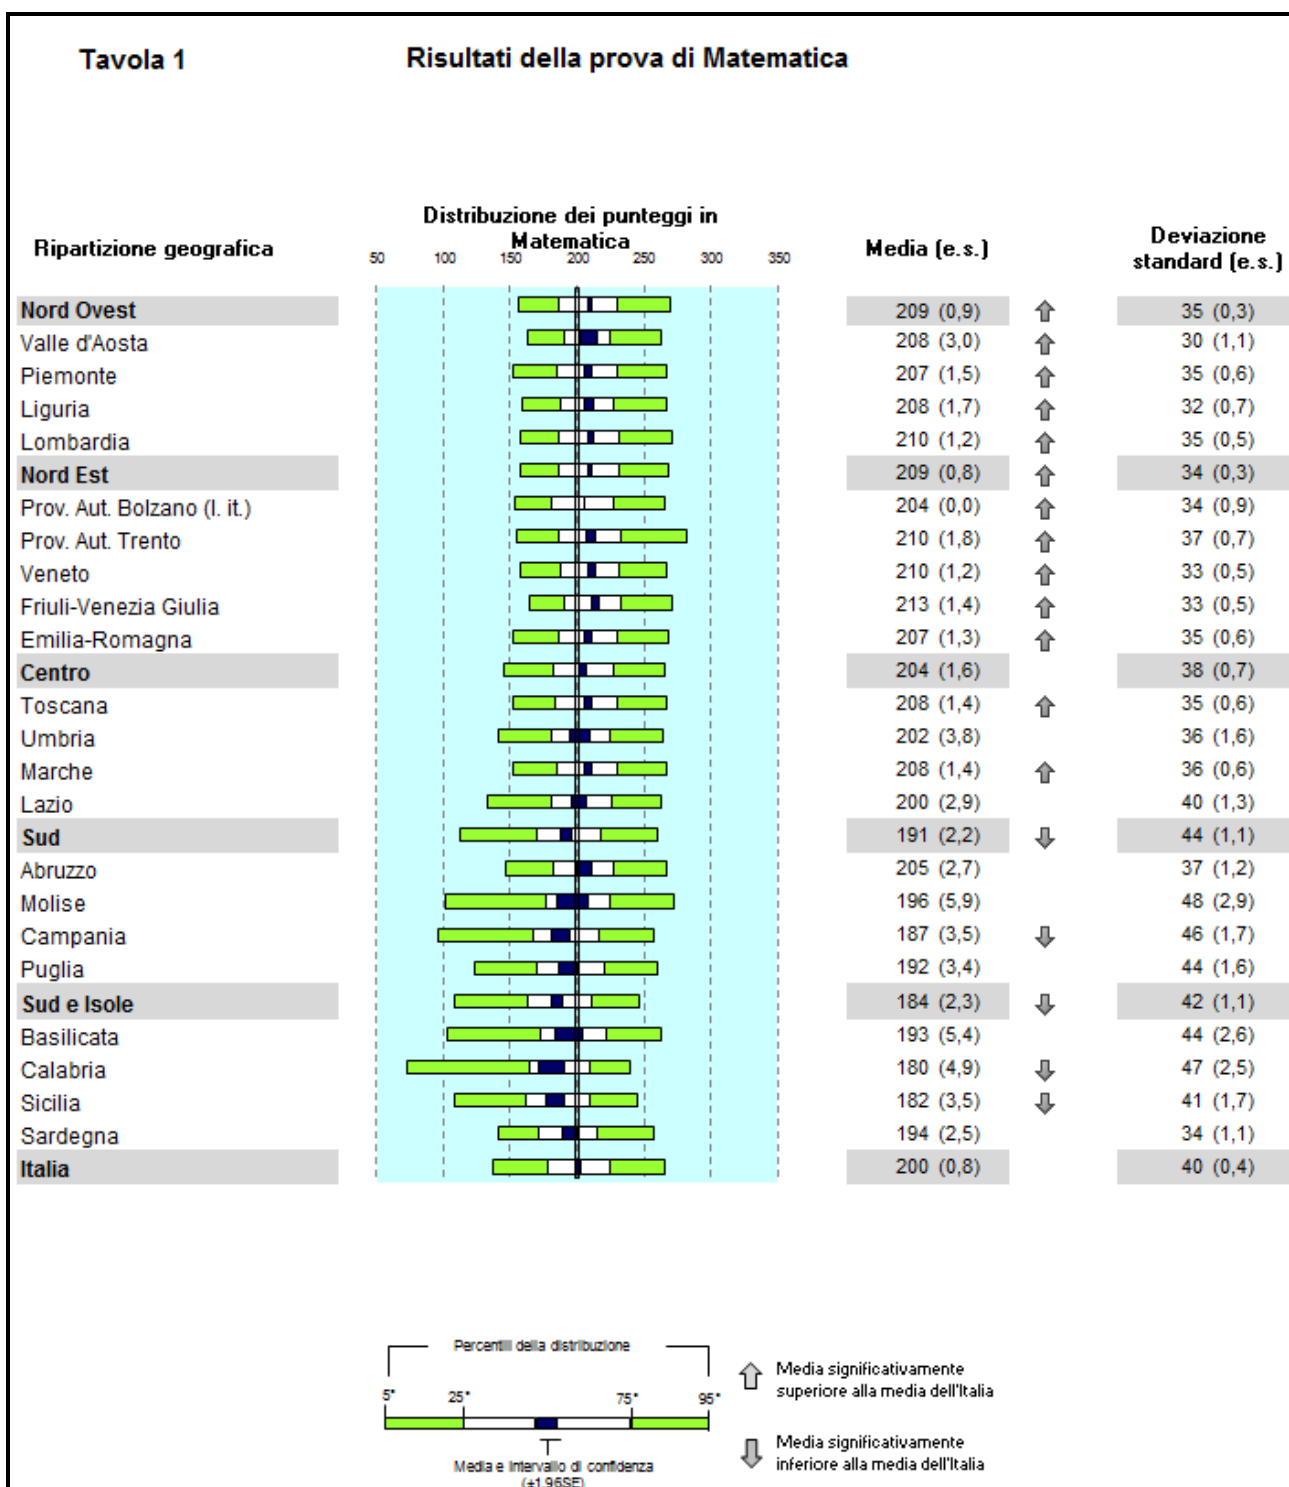 Tavola 1 Risultati della prova di Matematica
Distribuzione dei punteggi in
Matematica
Ripartizione geografica
50 100 150 200 250 300 350
Media (e.s.)
Deviazione
standard (e.s.)
Nord Ovest 209 (0,9) 35 (0,3)
Valle d'Aosta 208 (3,0) 30 (1,1)
Piemonte 207 (1,5) 35 (0,6)
Liguria 208 (1,7) 32 (0,7)
Lombardia 210 (1,2) 35 (0,5)
Nord Est 209 (0,8) 34 (0,3)
Prov. Aut. Bolzano (l. it.) 204 (0,0) 34 (0,9)
Prov. Aut. Trento 210 (1,8) 37 (0,7)
Veneto 210 (1,2) 33 (0,5)
Friuli-Venezia Giulia 213 (1,4) 33 (0,5)
Emilia-Romagna 207 (1,3) 35 (0,6)
Centro 204 (1,6) 38 (0,7)
Toscana 208 (1,4) 35 (0,6)
Umbria 202 (3,8) 36 (1,6)
Marche 208 (1,4) 36 (0,6)
Lazio 200 (2,9) 40 (1,3)
Sud 191 (2,2) 44 (1,1)
Abruzzo 205 (2,7) 37 (1,2)
Molise 196 (5,9) 48 (2,9)
Campania 187 (3,5) 46 (1,7)
Puglia 192 (3,4) 44 (1,6)
Sud e Isole 184 (2,3) 42 (1,1)
Basilicata 193 (5,4) 44 (2,6)
Calabria 180 (4,9) 47 (2,5)
Sicilia 182 (3,5) 41 (1,7)
Sardegna 194 (2,5) 34 (1,1)
Italia 200 (0,8) 40 (0,4)
Percentili della distribuzione
5° 25° 75° 95°
Media e intervallo di confidenza
(±1.96SE)
Media significativamente
superiore alla media dell'Italia
Media significativamente
inferiore alla media dell'Italia